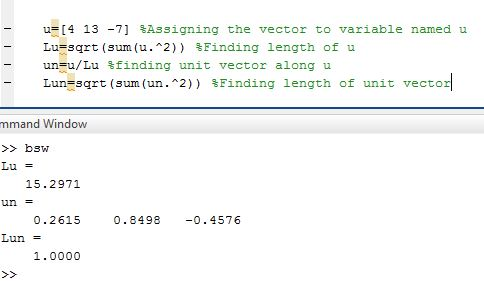 u=[4 13 -7] %Assigning the vector to variable named u
Lu=sqrt(sum(u.^2)) %Finding length of u
un=u/Lu %finding unit vector along u
Lun=sqrt(sum(un.^2)) %Finding length of unit vector
mmand Window
>> bsw
Lu =
15.2971
un =
0.2615 0.8498 -0.4576
Lun =
1.0000
>>